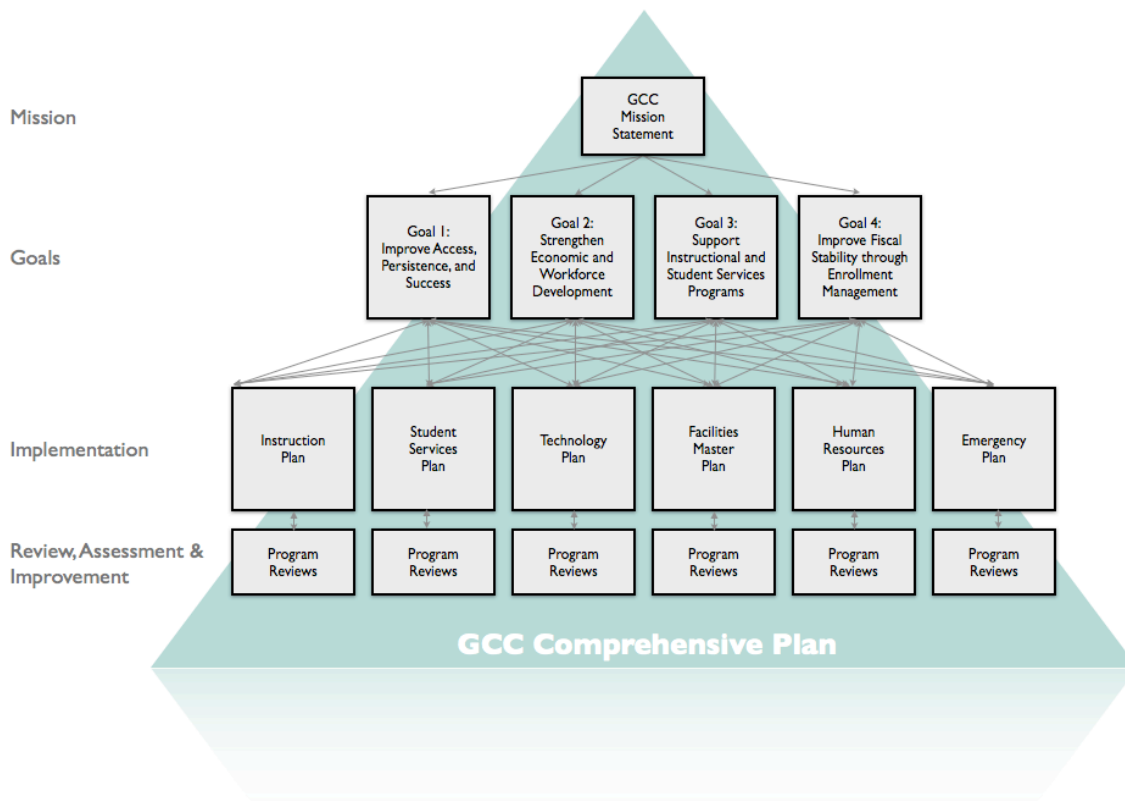 Mission
GCC
Mission
Statement
Goals
Goal 1:
Improve Access,
Persistence, and
Success
Goal 2:
Strengthen
Economic and
Workforce
Development
Goal 3:
Support
Instructional and
Student Services
Programs
Goal 4:
Improve Fiscal
Stability through
Enrollment
Management
Implementation
Instruction
Plan
Student
Services
Plan
Technology
Plan
Facilities
Master
Plan
Human
Resources
Plan
Emergency
Plan
Review, Assessment &
Improvement
Program
Reviews
Program
Reviews
Program
Reviews
Program
Reviews
Program
Reviews
Program
Reviews
GCC Comprehensive Plan